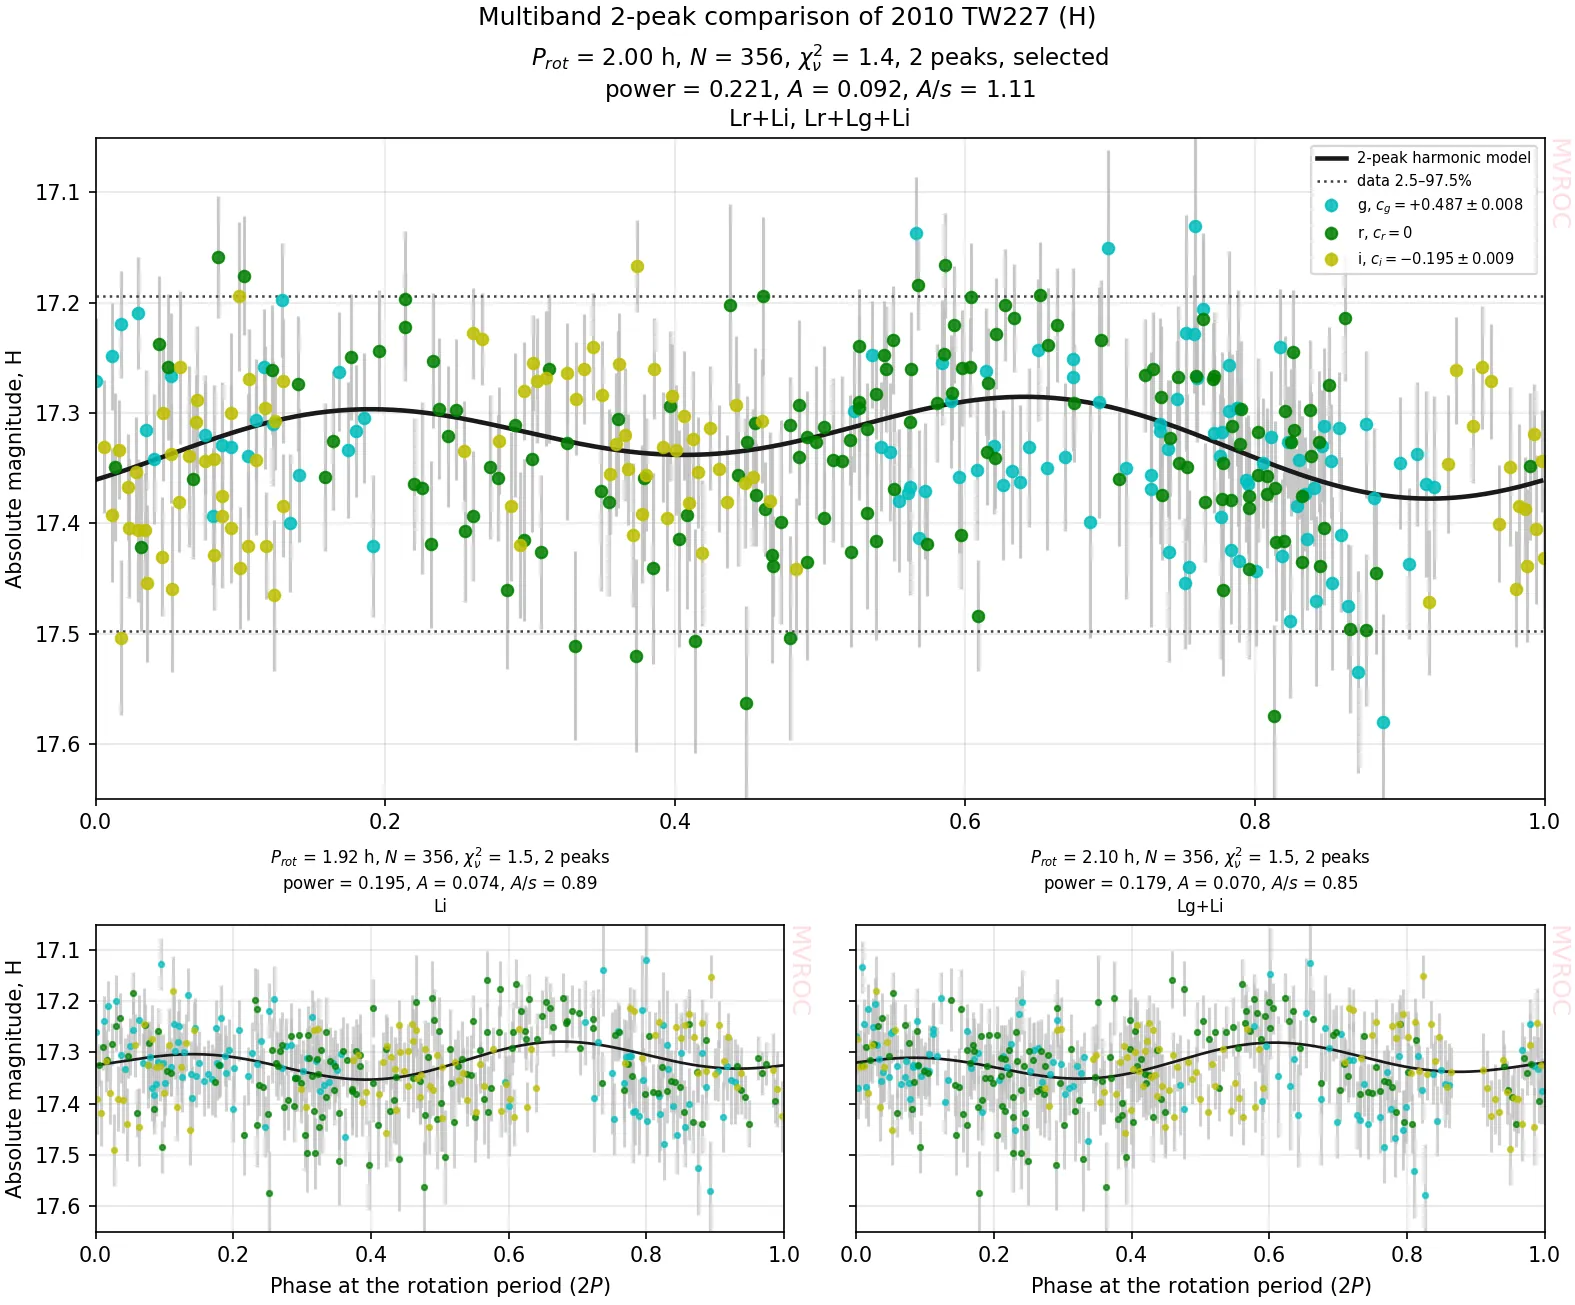 Multiband 2-peak comparison of 2010 TW227 (H)
P_rot = 2.00 h, N = 356, χ²_ν = 1.4, 2 peaks, selected
power = 0.221, A = 0.092, A/s = 1.11
Lr+Li, Lr+Lg+Li
2-peak harmonic model
data 2.5–97.5%
g, c_g = +0.487 ± 0.008
r, c_r = 0
i, c_i = −0.195 ± 0.009
MVROC
Absolute magnitude, H
17.1
17.2
17.3
17.4
17.5
17.6
0.0 0.2 0.4 0.6 0.8 1.0
P_rot = 1.92 h, N = 356, χ²_ν = 1.5, 2 peaks
power = 0.195, A = 0.074, A/s = 0.89
Li
MVROC
Absolute magnitude, H
17.1
17.2
17.3
17.4
17.5
17.6
0.0 0.2 0.4 0.6 0.8 1.0
Phase at the rotation period (2P)
P_rot = 2.10 h, N = 356, χ²_ν = 1.5, 2 peaks
power = 0.179, A = 0.070, A/s = 0.85
Lg+Li
MVROC
0.0 0.2 0.4 0.6 0.8 1.0
Phase at the rotation period (2P)